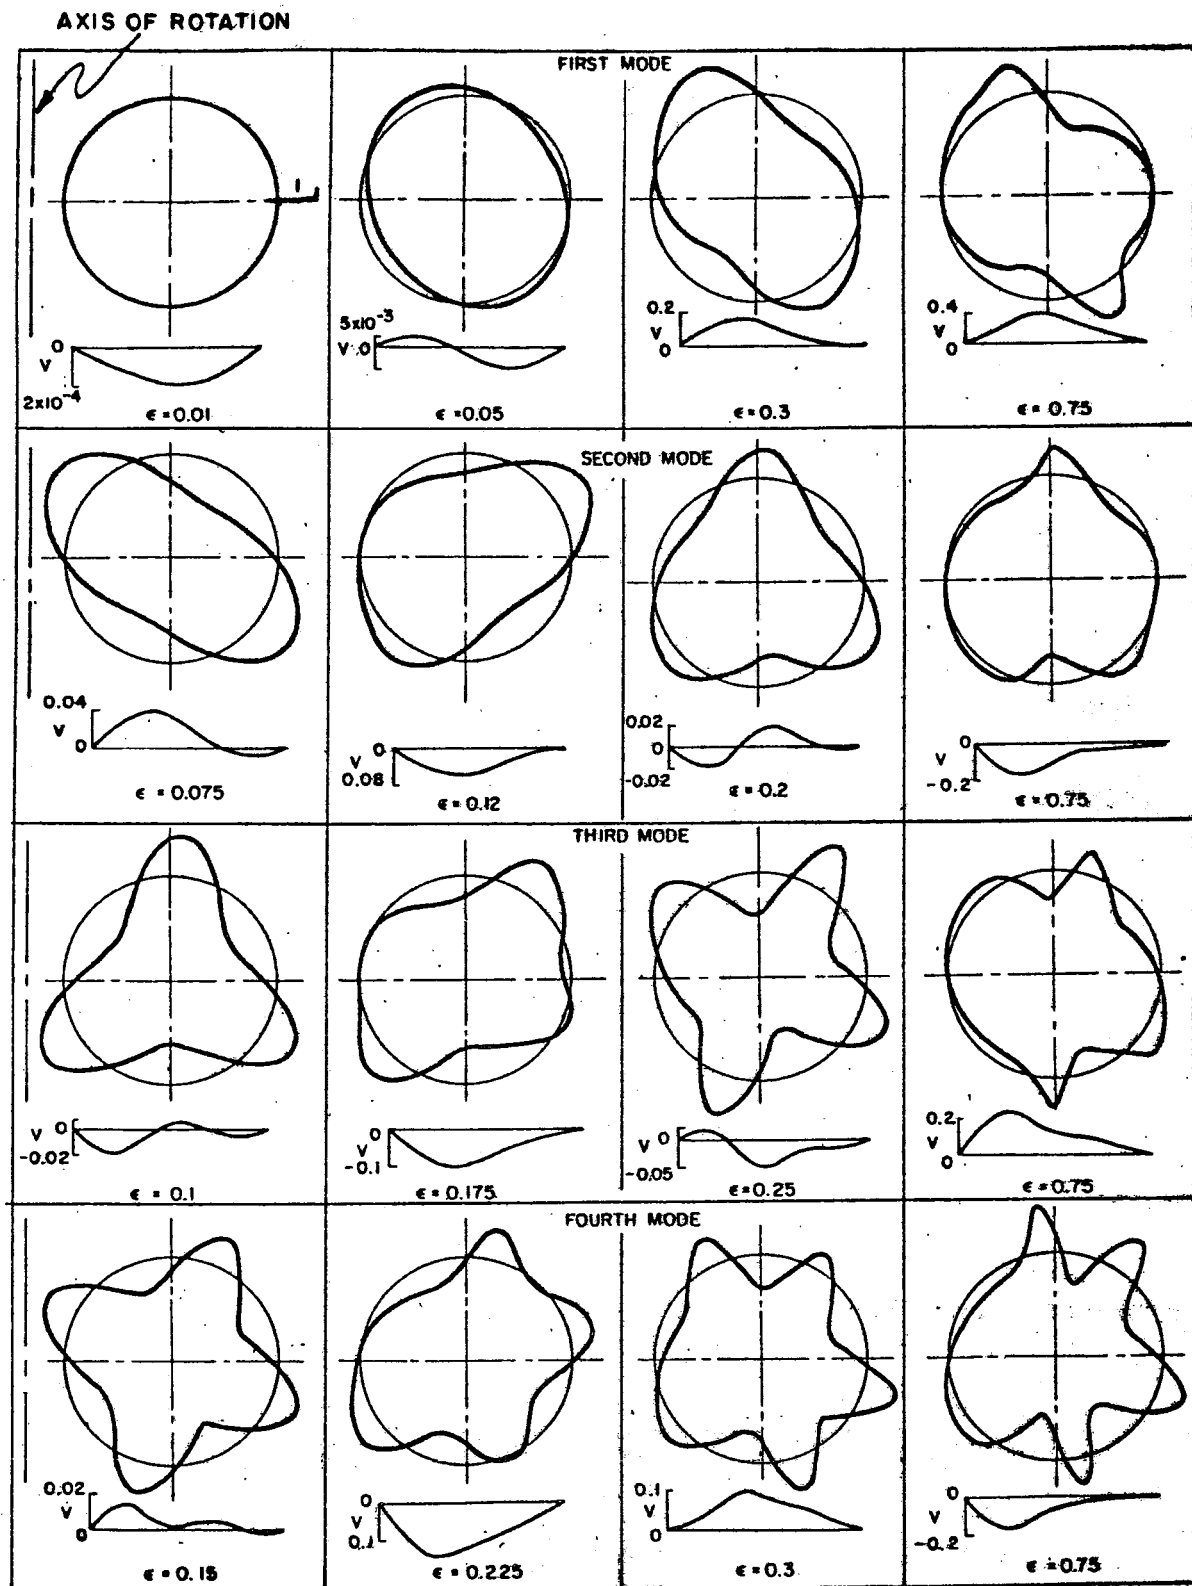 AXIS OF ROTATION
FIRST MODE
1
0
V
2x10⁻⁴
ϵ = 0.01
5x10⁻³
V 0
ϵ = 0.05
0.2
V
0
ϵ = 0.3
0.4
V
0
ϵ = 0.75
SECOND MODE
0.04
V
0
ϵ = 0.075
0
V
0.08
ϵ = 0.12
0.02
0
-0.02
ϵ = 0.2
0
V
-0.2
ϵ = 0.75
THIRD MODE
V 0
-0.02
ϵ = 0.1
0
V
-0.1
ϵ = 0.175
V 0
-0.05
ϵ = 0.25
0.2
V
0
ϵ = 0.75
FOURTH MODE
0.02
V
0
ϵ = 0.15
0
V
0.1
ϵ = 0.225
0.1
V
0
ϵ = 0.3
0
V
-0.2
ϵ = 0.75